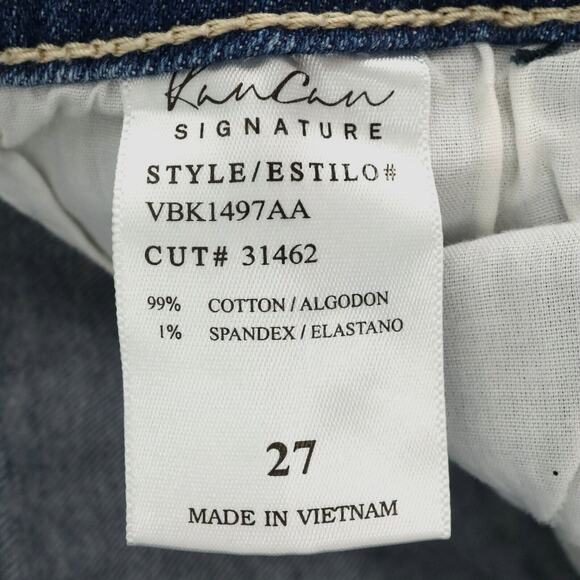 KanCan
SIGNATURE
STYLE/ESTILO#
VBK1497AA
CUT# 31462
99% COTTON/ALGODON
1% SPANDEX/ELASTANO
27
MADE IN VIETNAM